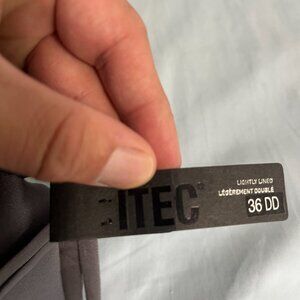 ITEC
LIGHTLY LINED
LÉGÈREMENT DOUBLÉ
36 DD